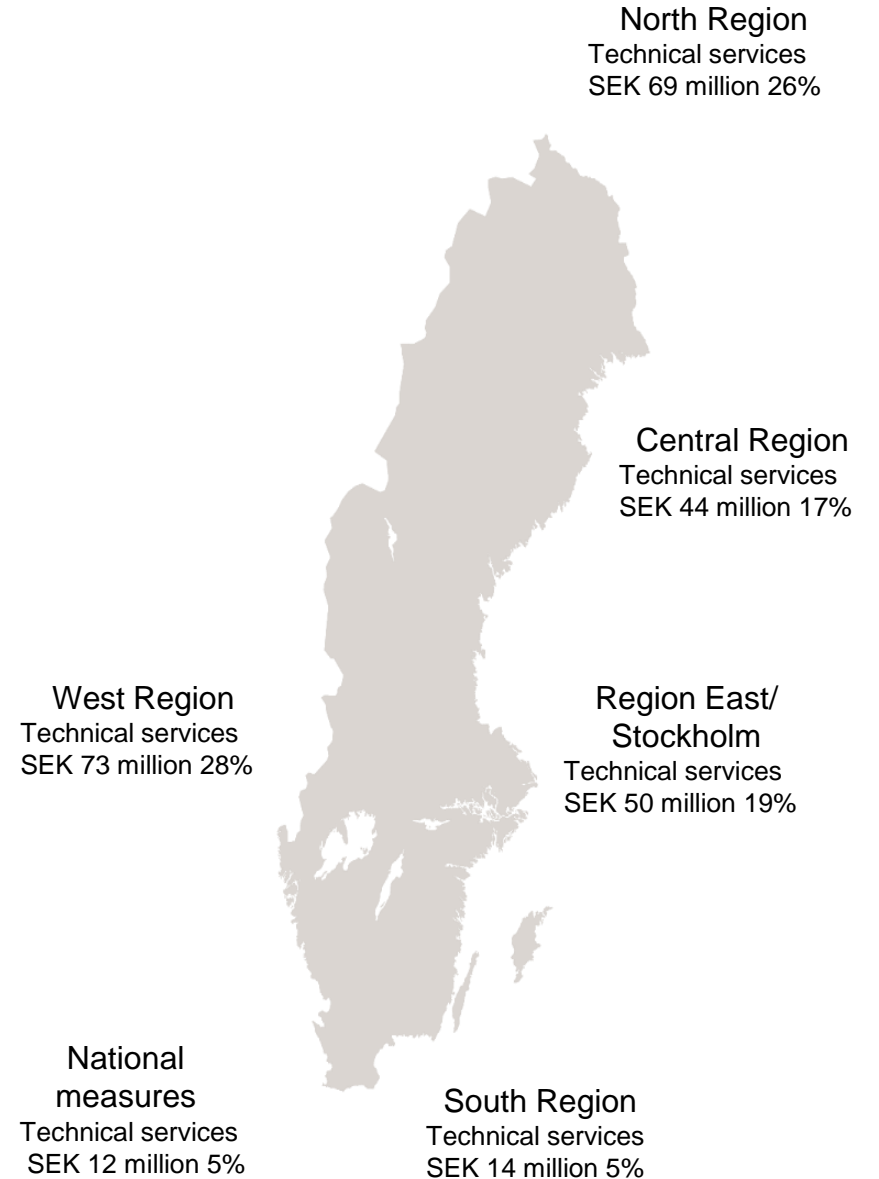 North Region
Technical services
SEK 69 million 26%
Central Region
Technical services
SEK 44 million 17%
West Region
Technical services
SEK 73 million 28%
Region East/
Stockholm
Technical services
SEK 50 million 19%
National
measures
Technical services
SEK 12 million 5%
South Region
Technical services
SEK 14 million 5%